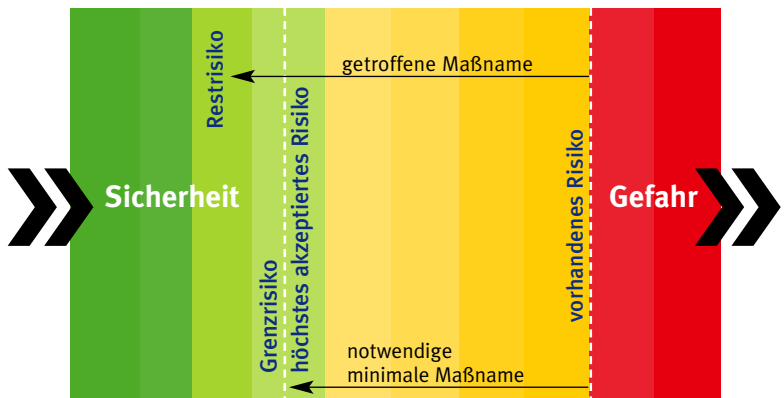 getroffene Maßname
Restrisiko
Sicherheit
Grenzrisiko
höchstes akzeptiertes Risiko
vorhandenes Risiko
Gefahr
notwendige
minimale Maßname